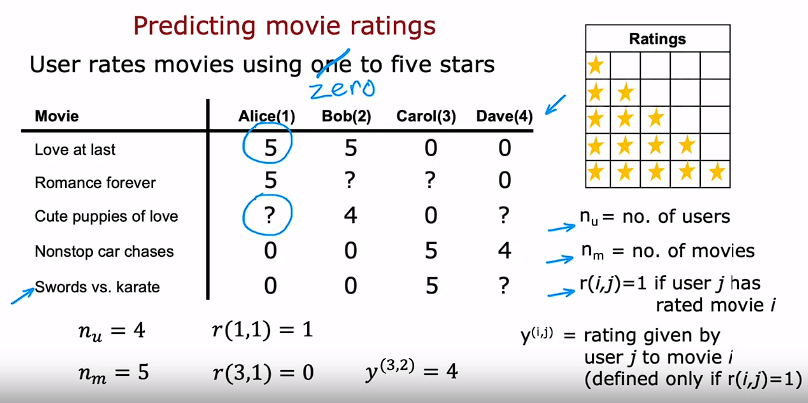 Predicting movie ratings
User rates movies using one to five stars
zero
Ratings
Movie Alice(1) Bob(2) Carol(3) Dave(4)
Love at last 5 5 0 0
Romance forever 5 ? ? 0
Cute puppies of love ? 4 0 ?
Nonstop car chases 0 0 5 4
Swords vs. karate 0 0 5 ?
nᵤ = no. of users
nₘ = no. of movies
r(i,j)=1 if user j has
rated movie i
nᵤ = 4 r(1,1) = 1
nₘ = 5 r(3,1) = 0 y^(3,2) = 4
y^(i,j) = rating given by
user j to movie i
(defined only if r(i,j)=1)